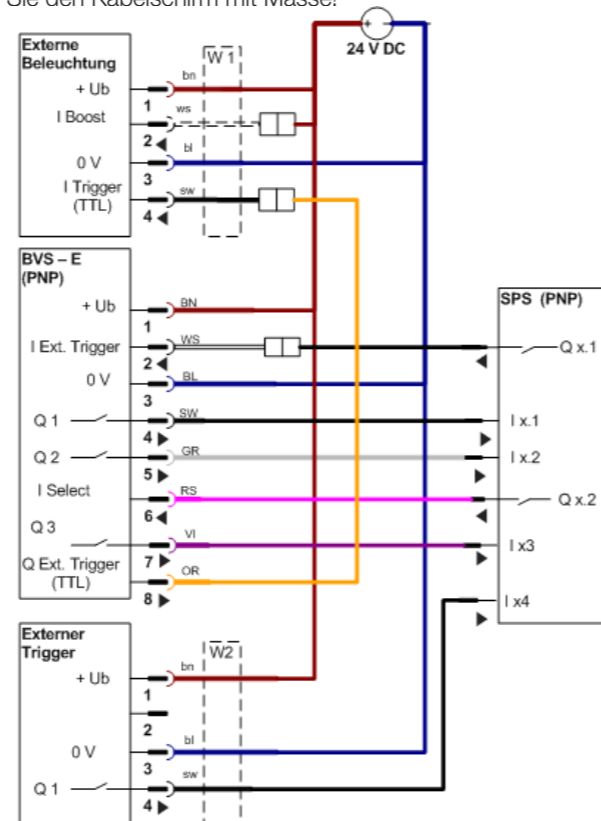 Sie den Kabelschirm mit Masse!
24 V DC
Externe
Beleuchtung
W 1
+ Ub
bn
1
I Boost
ws
2
0 V
bl
3
I Trigger
(TTL)
sw
4
BVS – E
(PNP)
+ Ub
BN
1
I Ext. Trigger
WS
2
0 V
BL
3
Q 1
SW
4
Q 2
GR
5
I Select
RS
6
Q 3
VI
7
Q Ext. Trigger
(TTL)
OR
8
SPS (PNP)
Q x.1
I x.1
I x.2
Q x.2
I x3
I x4
Externer
Trigger
W2
+ Ub
bn
1
2
0 V
bl
3
Q 1
sw
4